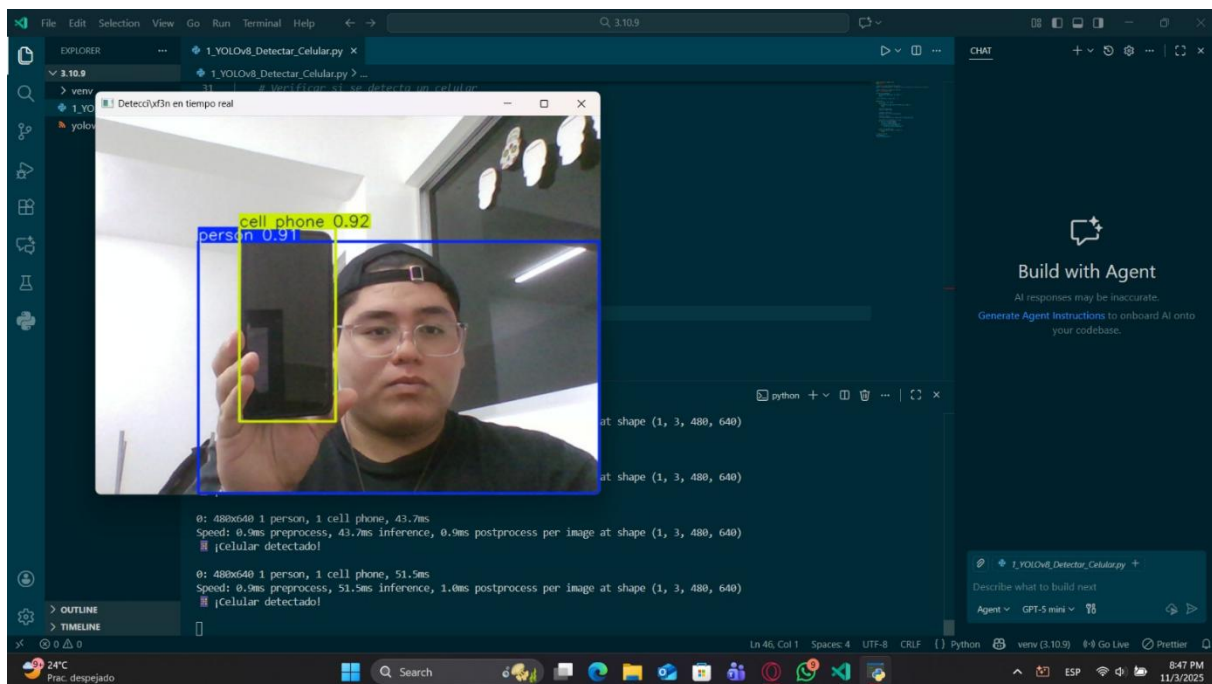 File Edit Selection View Go Run Terminal Help
3.10.9
EXPLORER
1_YOLOv8_Detectar_Celular.py
3.10.9
1_YOLOv8_Detectar_Celular.py > ...
> venv
31 # Verificar si se detecta un celular
Detecci\xf3n en tiempo real
cell phone 0.92
person 0.91
CHAT
Build with Agent
AI responses may be inaccurate.
Generate Agent Instructions to onboard AI onto
your codebase.
python
at shape (1, 3, 480, 640)
at shape (1, 3, 480, 640)
0: 480x640 1 person, 1 cell phone, 43.7ms
Speed: 0.9ms preprocess, 43.7ms inference, 0.9ms postprocess per image at shape (1, 3, 480, 640)
¡Celular detectado!
0: 480x640 1 person, 1 cell phone, 51.5ms
Speed: 0.9ms preprocess, 51.5ms inference, 1.0ms postprocess per image at shape (1, 3, 480, 640)
¡Celular detectado!
1_YOLOv8_Detectar_Celular.py
Describe what to build next
Agent GPT-5 mini
> OUTLINE
> TIMELINE
0 0
Ln 46, Col 1 Spaces: 4 UTF-8 CRLF { } Python venv (3.10.9) Go Live Prettier
9+
24°C
Prac. despejado
Search
ESP
8:47 PM
11/3/2025